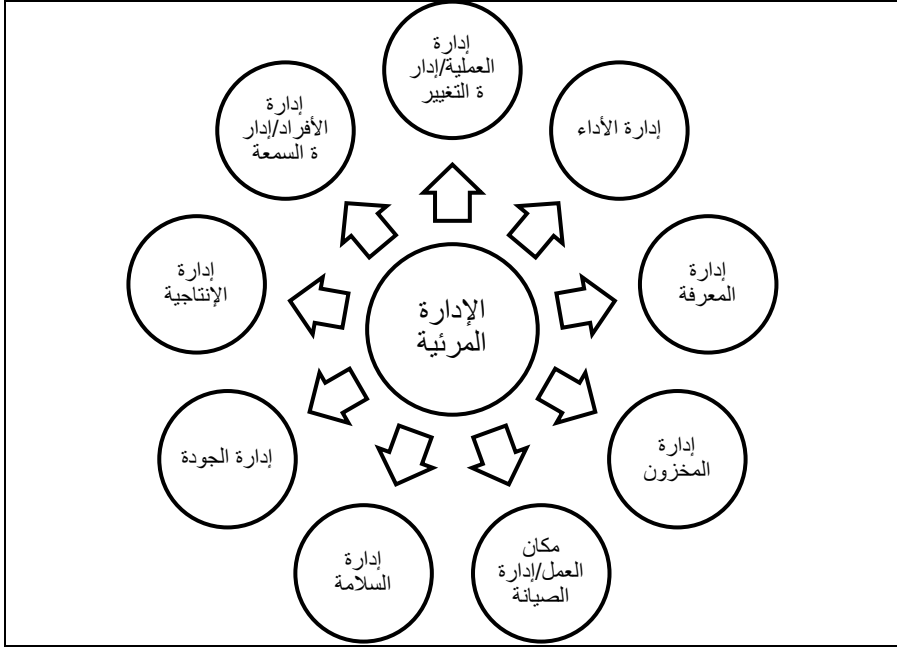 إدارة
العملية/إدار
ة التغيير
إدارة الأداء
إدارة
المعرفة
إدارة
المخزون
مكان
العمل/إدارة
الصيانة
إدارة
السلامة
إدارة الجودة
إدارة
الإنتاجية
إدارة
الأفراد/إدار
ة السمعة
الإدارة
المرئية